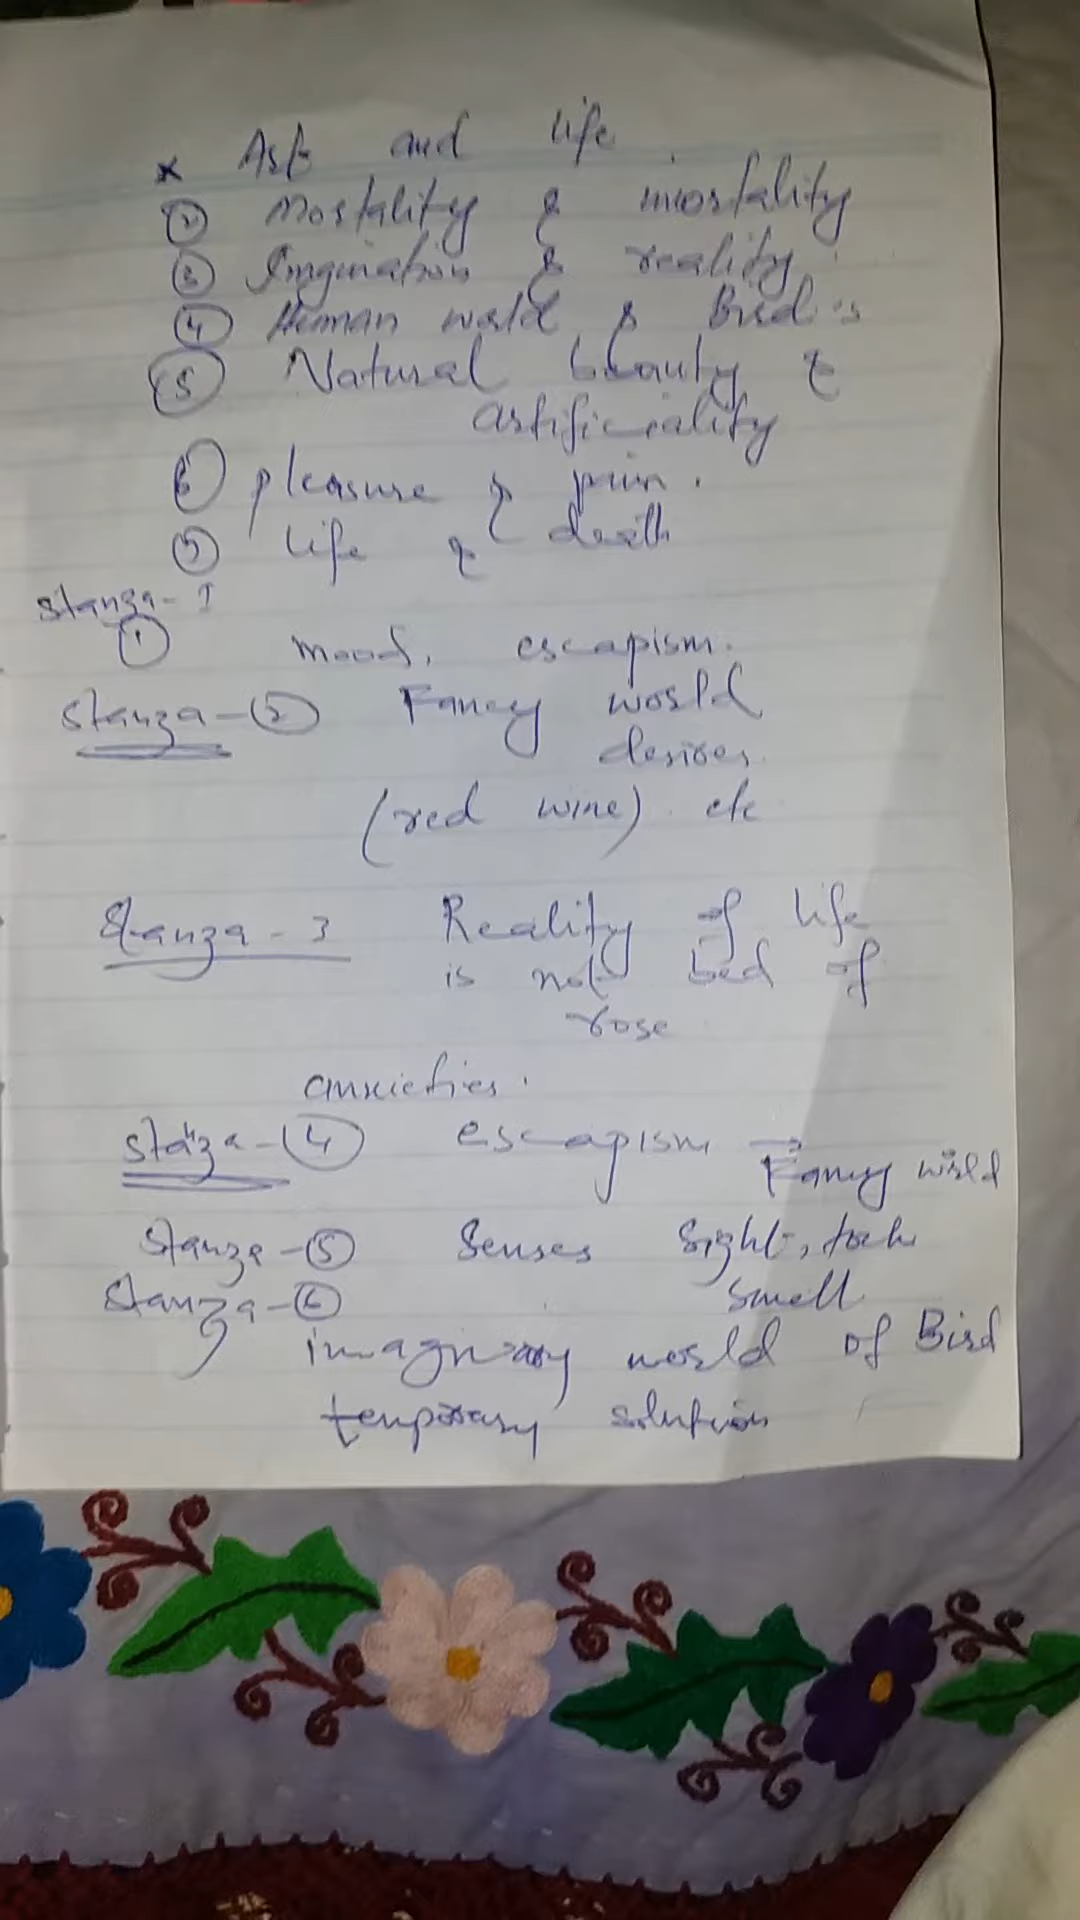 x Art and life
② Mortality & imortality
③ Imgination & reality
④ Human world & Bird's
⑤ Natural beauty &
artificiality
⑥ pleasure & pain.
⑦ life & death
Stanza-1
① mood, escapism.
Stanza-② Fancy world
desires
(red wine) etc
Stanza-3 Reality of life
is not bed of
rose
anxieties.
Stanza-④ escapism →
Fancy world
Stanza-⑤ Senses Sight,
smell
Stanza-⑥
imaginary world of Bird
temporary solution